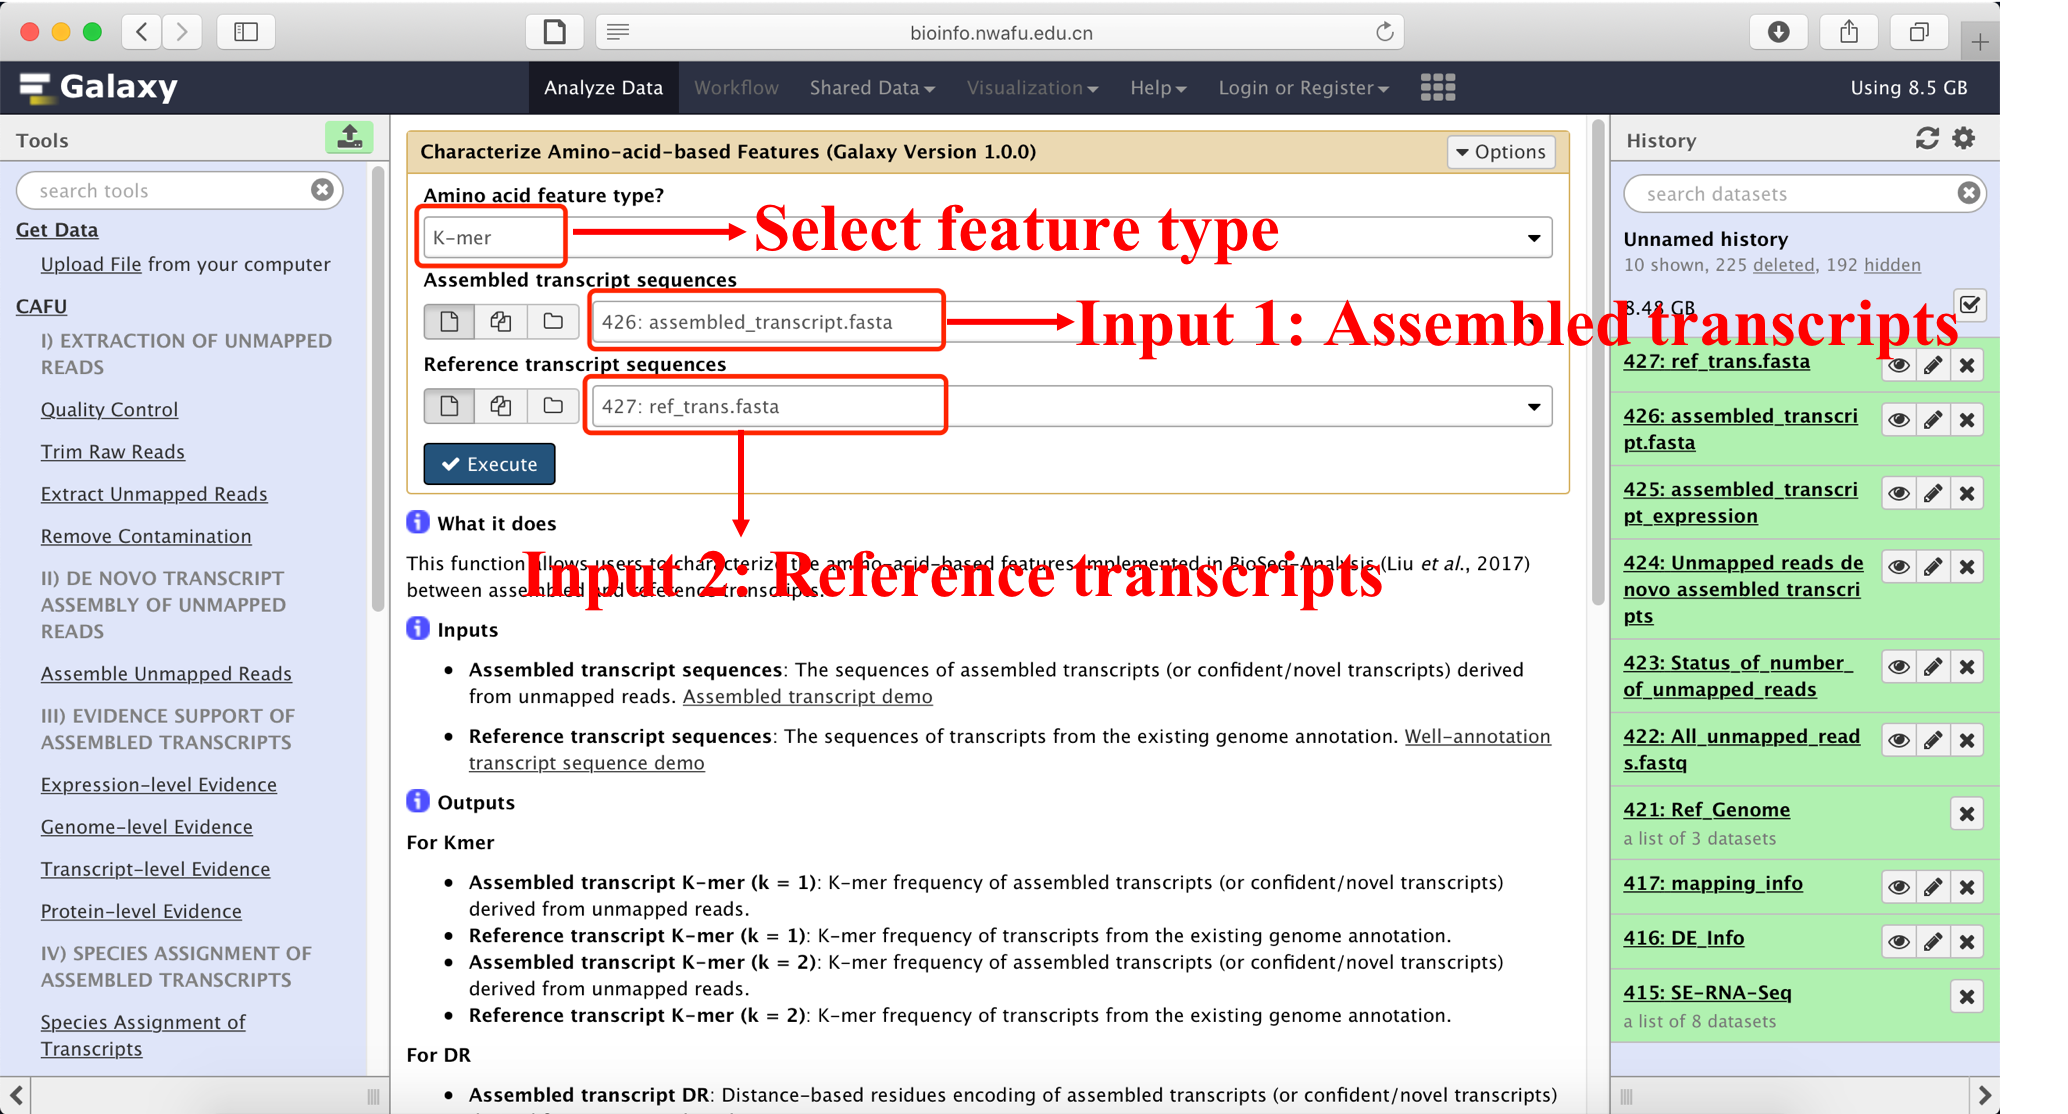 bioinfo.nwafu.edu.cn
Galaxy
Analyze Data
Workflow
Shared Data
Visualization
Help
Login or Register
Using 8.5 GB
Tools
search tools
Get Data
Upload File from your computer
CAFU
I) EXTRACTION OF UNMAPPED
READS
Quality Control
Trim Raw Reads
Extract Unmapped Reads
Remove Contamination
II) DE NOVO TRANSCRIPT
ASSEMBLY OF UNMAPPED
READS
Assemble Unmapped Reads
III) EVIDENCE SUPPORT OF
ASSEMBLED TRANSCRIPTS
Expression-level Evidence
Genome-level Evidence
Transcript-level Evidence
Protein-level Evidence
IV) SPECIES ASSIGNMENT OF
ASSEMBLED TRANSCRIPTS
Species Assignment of
Transcripts
Characterize Amino-acid-based Features (Galaxy Version 1.0.0)
Options
Amino acid feature type?
K-mer
Select feature type
Assembled transcript sequences
426: assembled_transcript.fasta
Input 1: Assembled transcripts
Reference transcript sequences
427: ref_trans.fasta
Execute
What it does
This function allows users to characterize the amino-acid-based features implemented in BioSeq-Analysis (Liu et al., 2017)
between assembled and reference transcripts.
Input 2: Reference transcripts
Inputs
Assembled transcript sequences: The sequences of assembled transcripts (or confident/novel transcripts) derived
from unmapped reads. Assembled transcript demo
Reference transcript sequences: The sequences of transcripts from the existing genome annotation. Well-annotation
transcript sequence demo
Outputs
For Kmer
Assembled transcript K-mer (k = 1): K-mer frequency of assembled transcripts (or confident/novel transcripts)
derived from unmapped reads.
Reference transcript K-mer (k = 1): K-mer frequency of transcripts from the existing genome annotation.
Assembled transcript K-mer (k = 2): K-mer frequency of assembled transcripts (or confident/novel transcripts)
derived from unmapped reads.
Reference transcript K-mer (k = 2): K-mer frequency of transcripts from the existing genome annotation.
For DR
Assembled transcript DR: Distance-based residues encoding of assembled transcripts (or confident/novel transcripts)
History
search datasets
Unnamed history
10 shown, 225 deleted, 192 hidden
8.48 GB
427: ref_trans.fasta
426: assembled_transcri
pt.fasta
425: assembled_transcri
pt_expression
424: Unmapped reads de
novo assembled transcri
pts
423: Status_of_number_
of_unmapped_reads
422: All_unmapped_read
s.fastq
421: Ref_Genome
a list of 3 datasets
417: mapping_info
416: DE_Info
415: SE-RNA-Seq
a list of 8 datasets